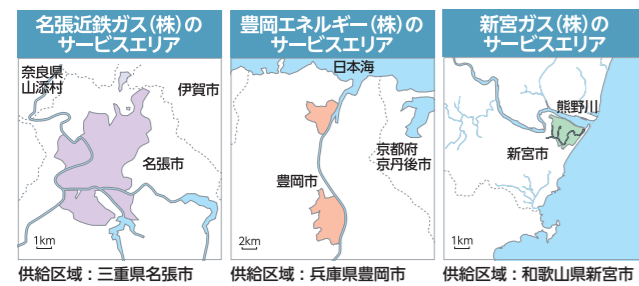 名張近鉄ガス(株)の
サービスエリア
奈良県
山添村
伊賀市
名張市
1km
供給区域：三重県名張市
豊岡エネルギー(株)の
サービスエリア
日本海
京都府
京丹後市
豊岡市
2km
供給区域：兵庫県豊岡市
新宮ガス(株)の
サービスエリア
熊野川
新宮市
1km
供給区域：和歌山県新宮市